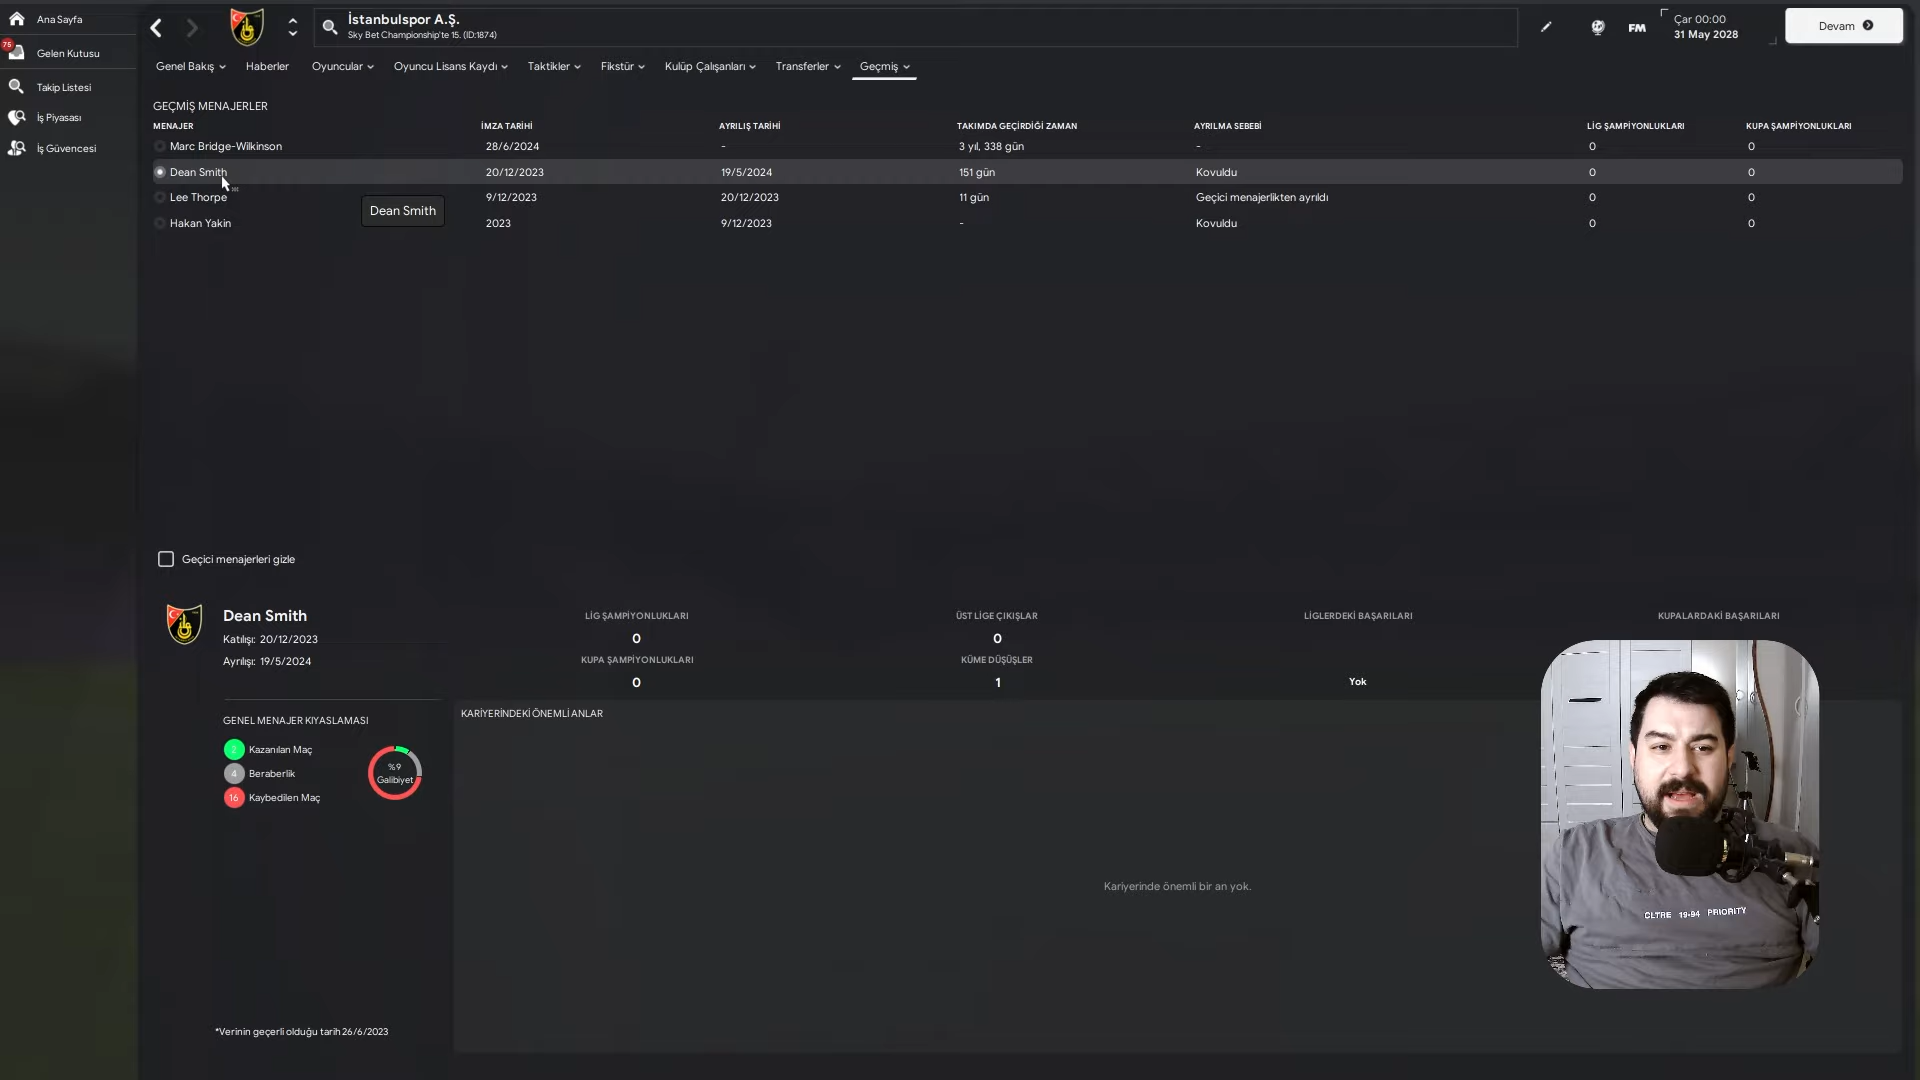 Ana Sayfa
75
Gelen Kutusu
Takip Listesi
İş Piyasası
İş Güvencesi
İstanbulspor A.Ş.
Sky Bet Championship'te 15. (ID:1874)
FM
Çar 00:00
31 May 2028
Devam
Genel Bakış
Haberler
Oyuncular
Oyuncu Lisans Kaydı
Taktikler
Fikstür
Kulüp Çalışanları
Transferler
Geçmiş
GEÇMİŞ MENAJERLER
MENAJER İMZA TARİHİ AYRILIŞ TARİHİ TAKIMDA GEÇİRDİĞİ ZAMAN AYRILMA SEBEBİ LİG ŞAMPİYONLUKLARI KUPA ŞAMPİYONLUKLARI
Marc Bridge-Wilkinson 28/6/2024 - 3 yıl, 338 gün - 0 0
Dean Smith 20/12/2023 19/5/2024 151 gün Kovuldu 0 0
Lee Thorpe 9/12/2023 20/12/2023 11 gün Geçici menajerlikten ayrıldı 0 0
Dean Smith
Hakan Yakin 2023 9/12/2023 - Kovuldu 0 0
Geçici menajerleri gizle
Dean Smith
Katılışı: 20/12/2023
Ayrılışı: 19/5/2024
LİG ŞAMPİYONLUKLARI
0
KUPA ŞAMPİYONLUKLARI
0
ÜST LİGE ÇIKIŞLAR
0
KÜME DÜŞÜŞLER
1
LİGLERDEKİ BAŞARILARI
Yok
KUPALARDAKİ BAŞARILARI
GENEL MENAJER KIYASLAMASI
2 Kazanılan Maç
4 Beraberlik
16 Kaybedilen Maç
%9
Galibiyet
KARİYERİNDEKİ ÖNEMLİ ANLAR
Kariyerinde önemli bir an yok.
*Verinin geçerli olduğu tarih 26/6/2023
CLTRE 19-94 PRIORITY